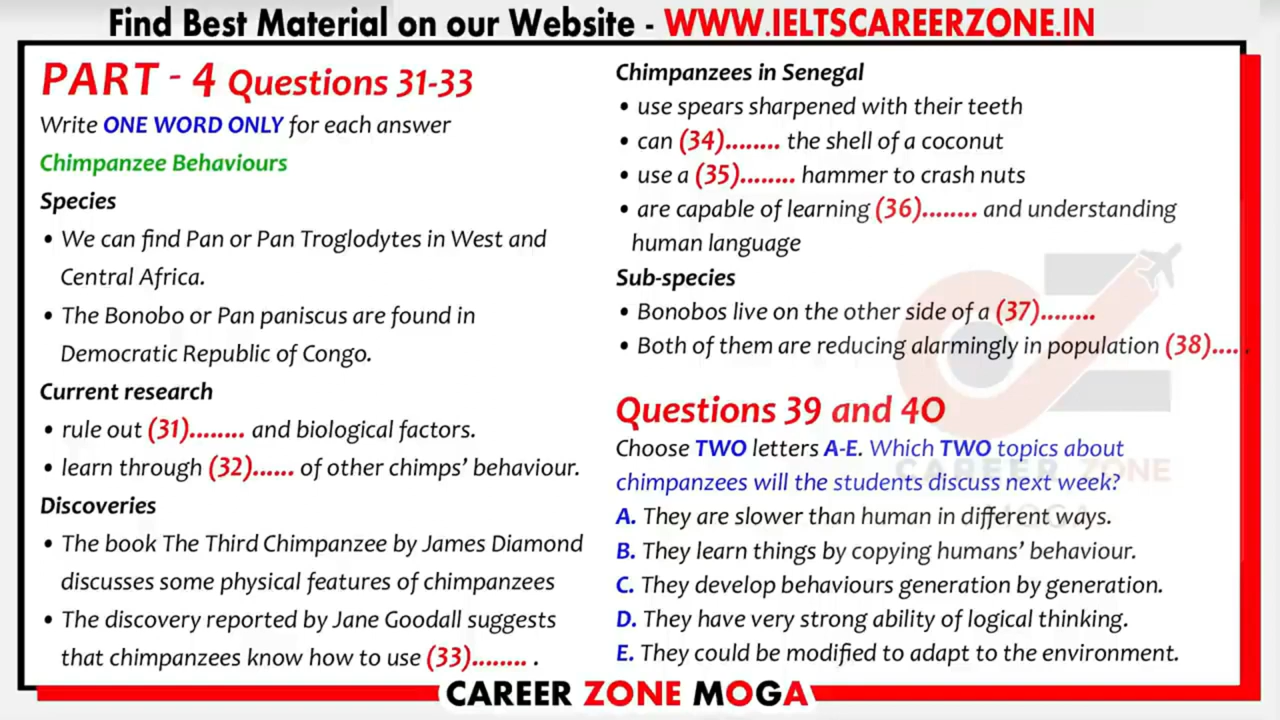 Find Best Material on our Website - WWW.IELTSCAREERZONE.IN
PART - 4 Questions 31-33
Write ONE WORD ONLY for each answer
Chimpanzee Behaviours
Species
• We can find Pan or Pan Troglodytes in West and
Central Africa.
• The Bonobo or Pan paniscus are found in
Democratic Republic of Congo.
Current research
• rule out (31)........ and biological factors.
• learn through (32)...... of other chimps' behaviour.
Discoveries
• The book The Third Chimpanzee by James Diamond
discusses some physical features of chimpanzees
• The discovery reported by Jane Goodall suggests
that chimpanzees know how to use (33)........ .
Chimpanzees in Senegal
• use spears sharpened with their teeth
• can (34)........ the shell of a coconut
• use a (35)........ hammer to crash nuts
• are capable of learning (36)........ and understanding
human language
Sub-species
• Bonobos live on the other side of a (37)........
• Both of them are reducing alarmingly in population (38).... .
Questions 39 and 40
Choose TWO letters A-E. Which TWO topics about
chimpanzees will the students discuss next week?
A. They are slower than human in different ways.
B. They learn things by copying humans' behaviour.
C. They develop behaviours generation by generation.
D. They have very strong ability of logical thinking.
E. They could be modified to adapt to the environment.
CAREER ZONE
MOGA
CAREER ZONE MOGA